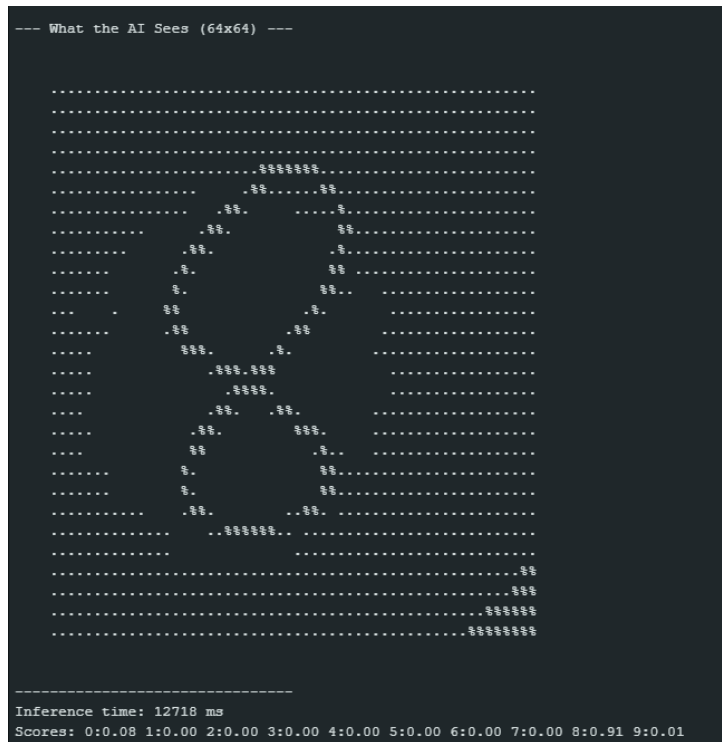 --- What the AI Sees (64x64) ---
--------------------------------
Inference time: 12718 ms
Scores: 0:0.08 1:0.00 2:0.00 3:0.00 4:0.00 5:0.00 6:0.00 7:0.00 8:0.91 9:0.01